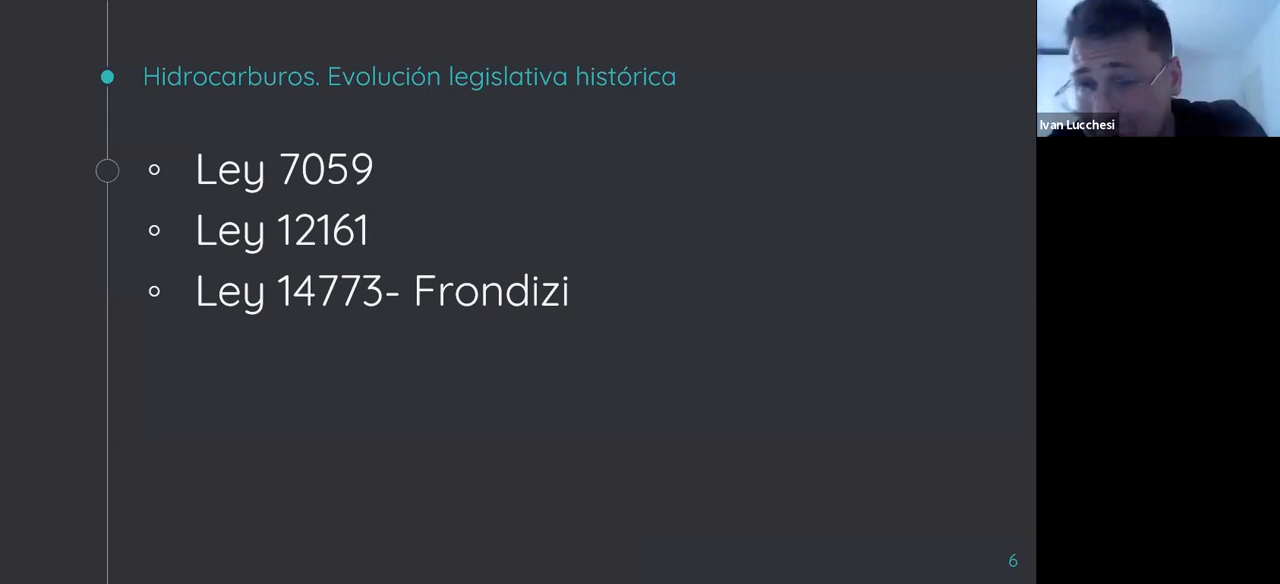 Hidrocarburos. Evolución legislativa histórica
Ley 7059
Ley 12161
Ley 14773- Frondizi
6
Ivan Lucchesi